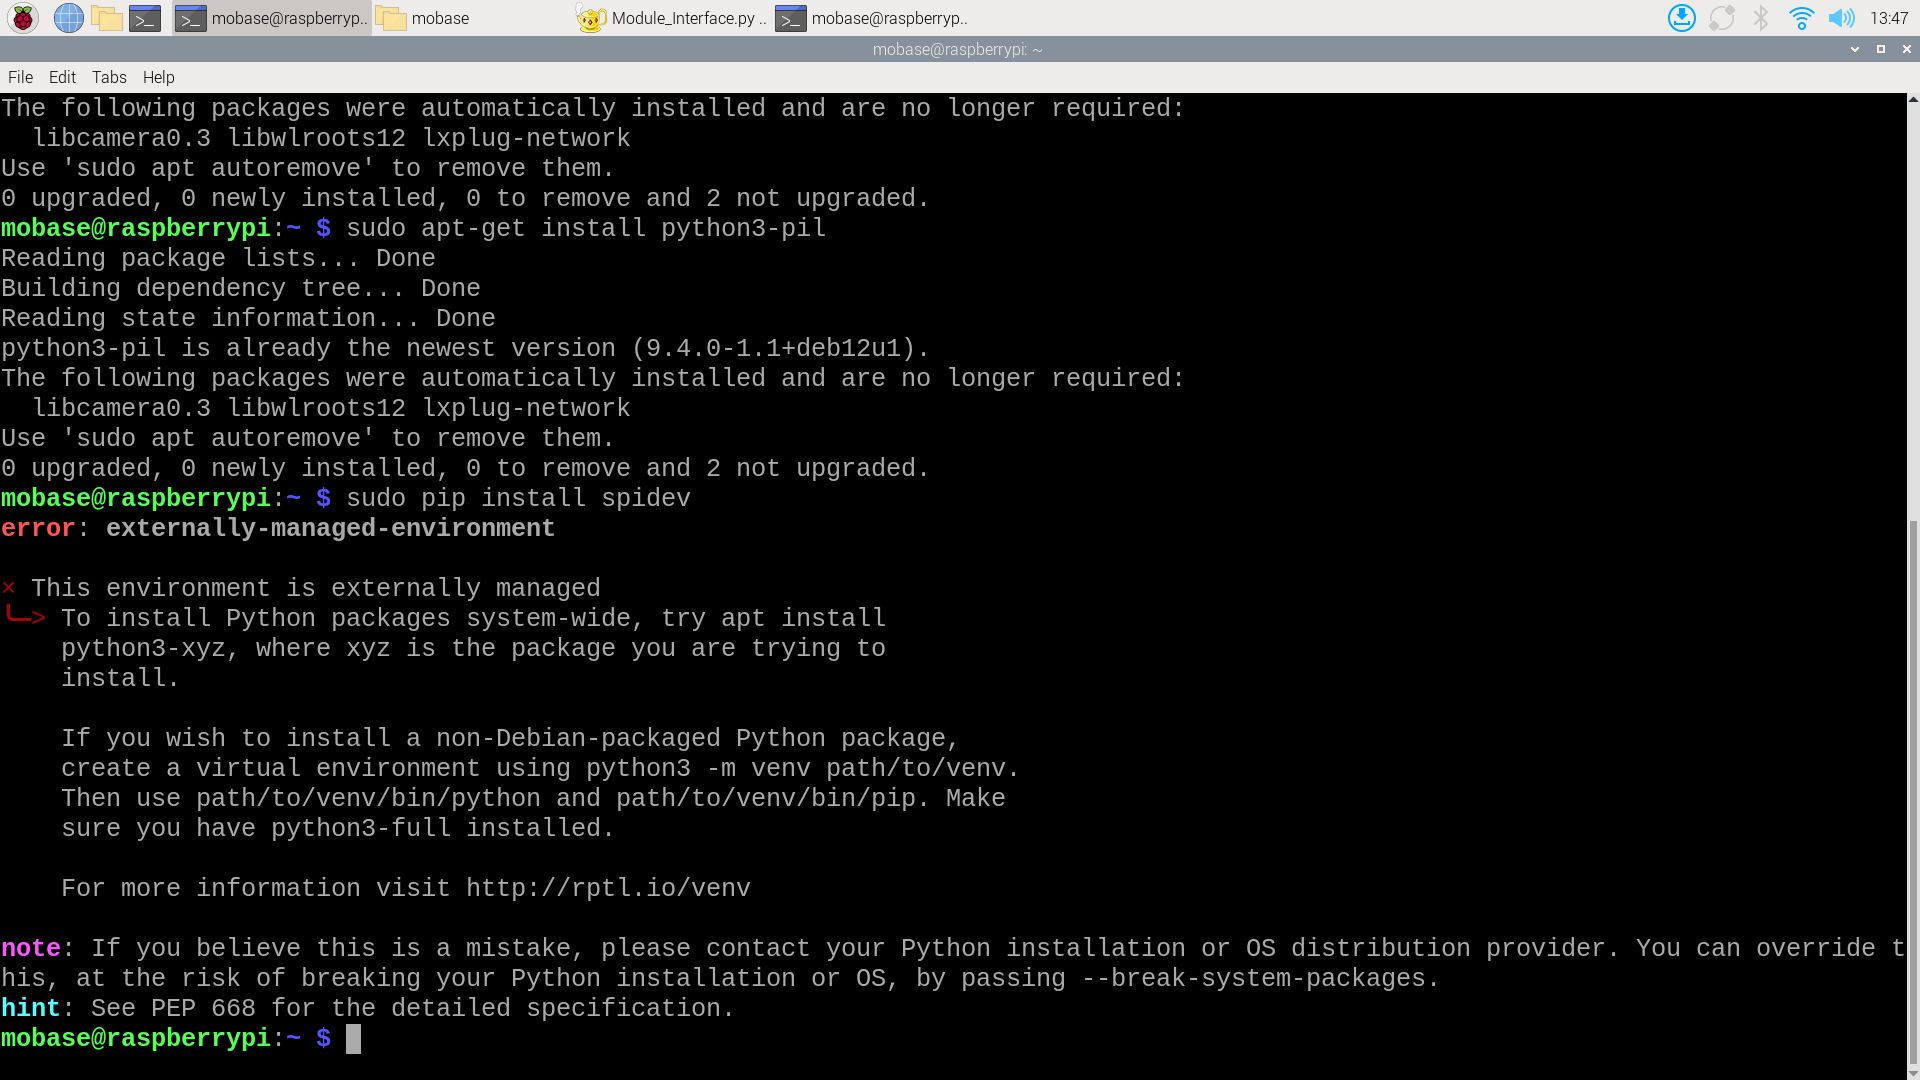 mobase@raspberryp..
mobase
Module_Interface.py ..
mobase@raspberryp..
13:47
mobase@raspberrypi: ~
File Edit Tabs Help
The following packages were automatically installed and are no longer required:
  libcamera0.3 libwlroots12 lxplug-network
Use 'sudo apt autoremove' to remove them.
0 upgraded, 0 newly installed, 0 to remove and 2 not upgraded.
mobase@raspberrypi:~ $ sudo apt-get install python3-pil
Reading package lists... Done
Building dependency tree... Done
Reading state information... Done
python3-pil is already the newest version (9.4.0-1.1+deb12u1).
The following packages were automatically installed and are no longer required:
  libcamera0.3 libwlroots12 lxplug-network
Use 'sudo apt autoremove' to remove them.
0 upgraded, 0 newly installed, 0 to remove and 2 not upgraded.
mobase@raspberrypi:~ $ sudo pip install spidev
error: externally-managed-environment

× This environment is externally managed
╰─> To install Python packages system-wide, try apt install
    python3-xyz, where xyz is the package you are trying to
    install.

    If you wish to install a non-Debian-packaged Python package,
    create a virtual environment using python3 -m venv path/to/venv.
    Then use path/to/venv/bin/python and path/to/venv/bin/pip. Make
    sure you have python3-full installed.

    For more information visit http://rptl.io/venv

note: If you believe this is a mistake, please contact your Python installation or OS distribution provider. You can override t
his, at the risk of breaking your Python installation or OS, by passing --break-system-packages.
hint: See PEP 668 for the detailed specification.
mobase@raspberrypi:~ $